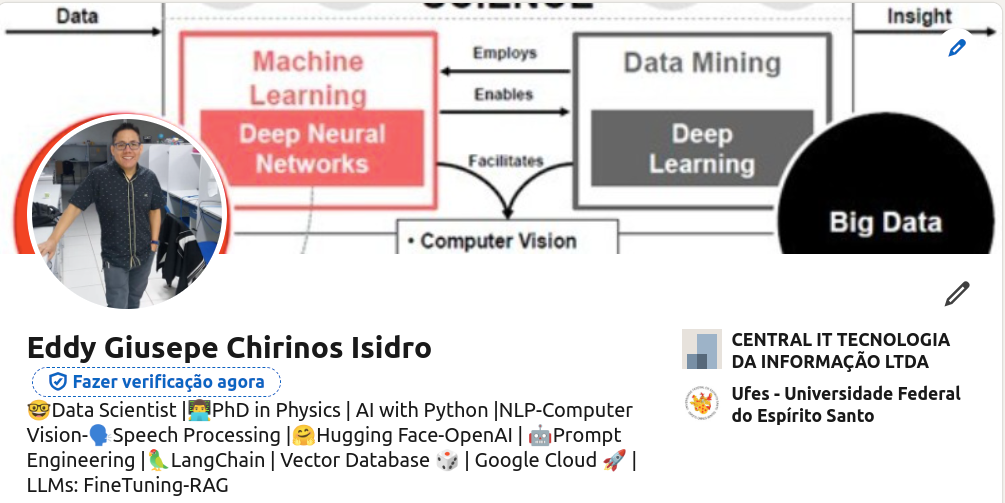 SCIENCE
Data
Insight
Machine
Learning
Deep Neural
Networks
Employs
Enables
Facilitates
Data Mining
Deep
Learning
• Computer Vision
Big Data
Eddy Giusepe Chirinos Isidro
Fazer verificação agora
🤓Data Scientist |👨‍💻PhD in Physics | AI with Python |NLP-Computer
Vision-🗣Speech Processing |🤗Hugging Face-OpenAI | 🤖Prompt
Engineering |🦜LangChain | Vector Database 🎲 | Google Cloud 🚀 |
LLMs: FineTuning-RAG
CENTRAL IT TECNOLOGIA
DA INFORMAÇÃO LTDA
Ufes - Universidade Federal
do Espírito Santo